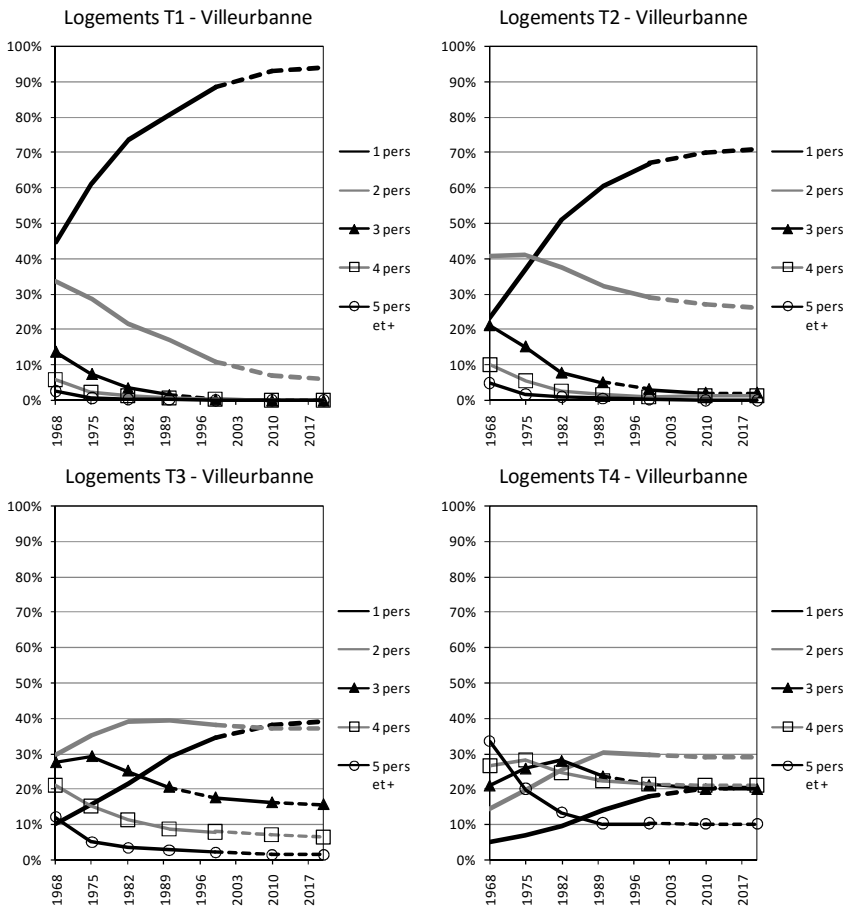 Logements T1 - Villeurbanne
100%
90%
80%
70%
60%
50%
40%
30%
20%
10%
0%
1968
1975
1982
1989
1996
2003
2010
2017
1 pers
2 pers
3 pers
4 pers
5 pers
et+
Logements T2 - Villeurbanne
100%
90%
80%
70%
60%
50%
40%
30%
20%
10%
0%
1968
1975
1982
1989
1996
2003
2010
2017
1 pers
2 pers
3 pers
4 pers
5 pers
et+
Logements T3 - Villeurbanne
100%
90%
80%
70%
60%
50%
40%
30%
20%
10%
0%
1968
1975
1982
1989
1996
2003
2010
2017
1 pers
2 pers
3 pers
4 pers
5 pers
et+
Logements T4 - Villeurbanne
100%
90%
80%
70%
60%
50%
40%
30%
20%
10%
0%
1968
1975
1982
1989
1996
2003
2010
2017
1 pers
2 pers
3 pers
4 pers
5 pers
et+